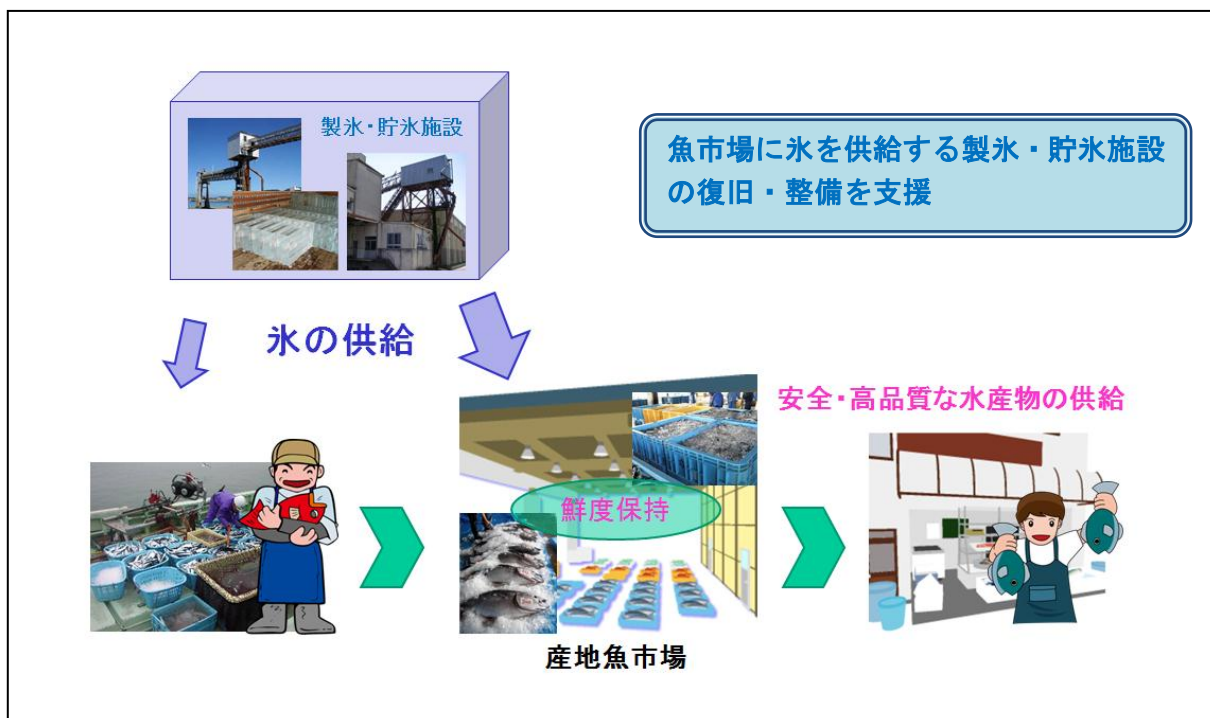 製氷・貯氷施設
魚市場に氷を供給する製氷・貯氷施設
の復旧・整備を支援
氷の供給
安全・高品質な水産物の供給
鮮度保持
産地魚市場